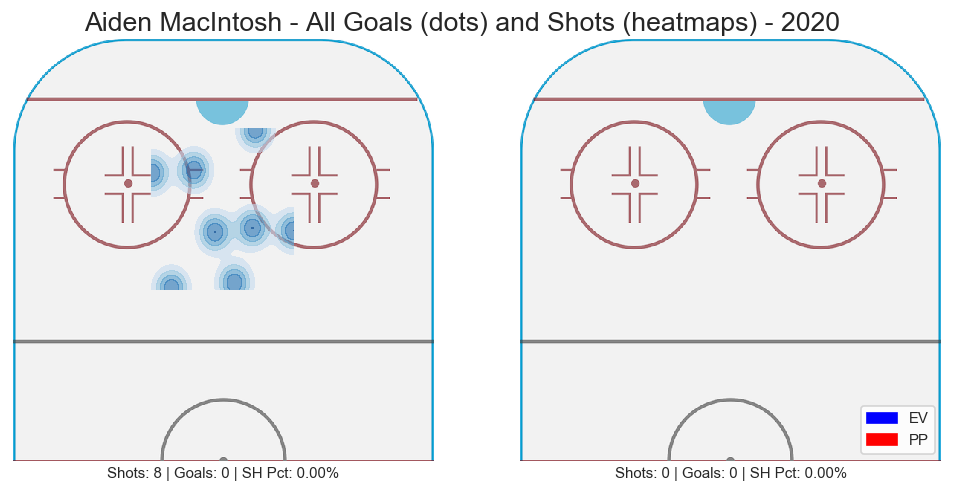 Aiden MacIntosh - All Goals (dots) and Shots (heatmaps) - 2020
EV
PP
Shots: 8 | Goals: 0 | SH Pct: 0.00%
Shots: 0 | Goals: 0 | SH Pct: 0.00%